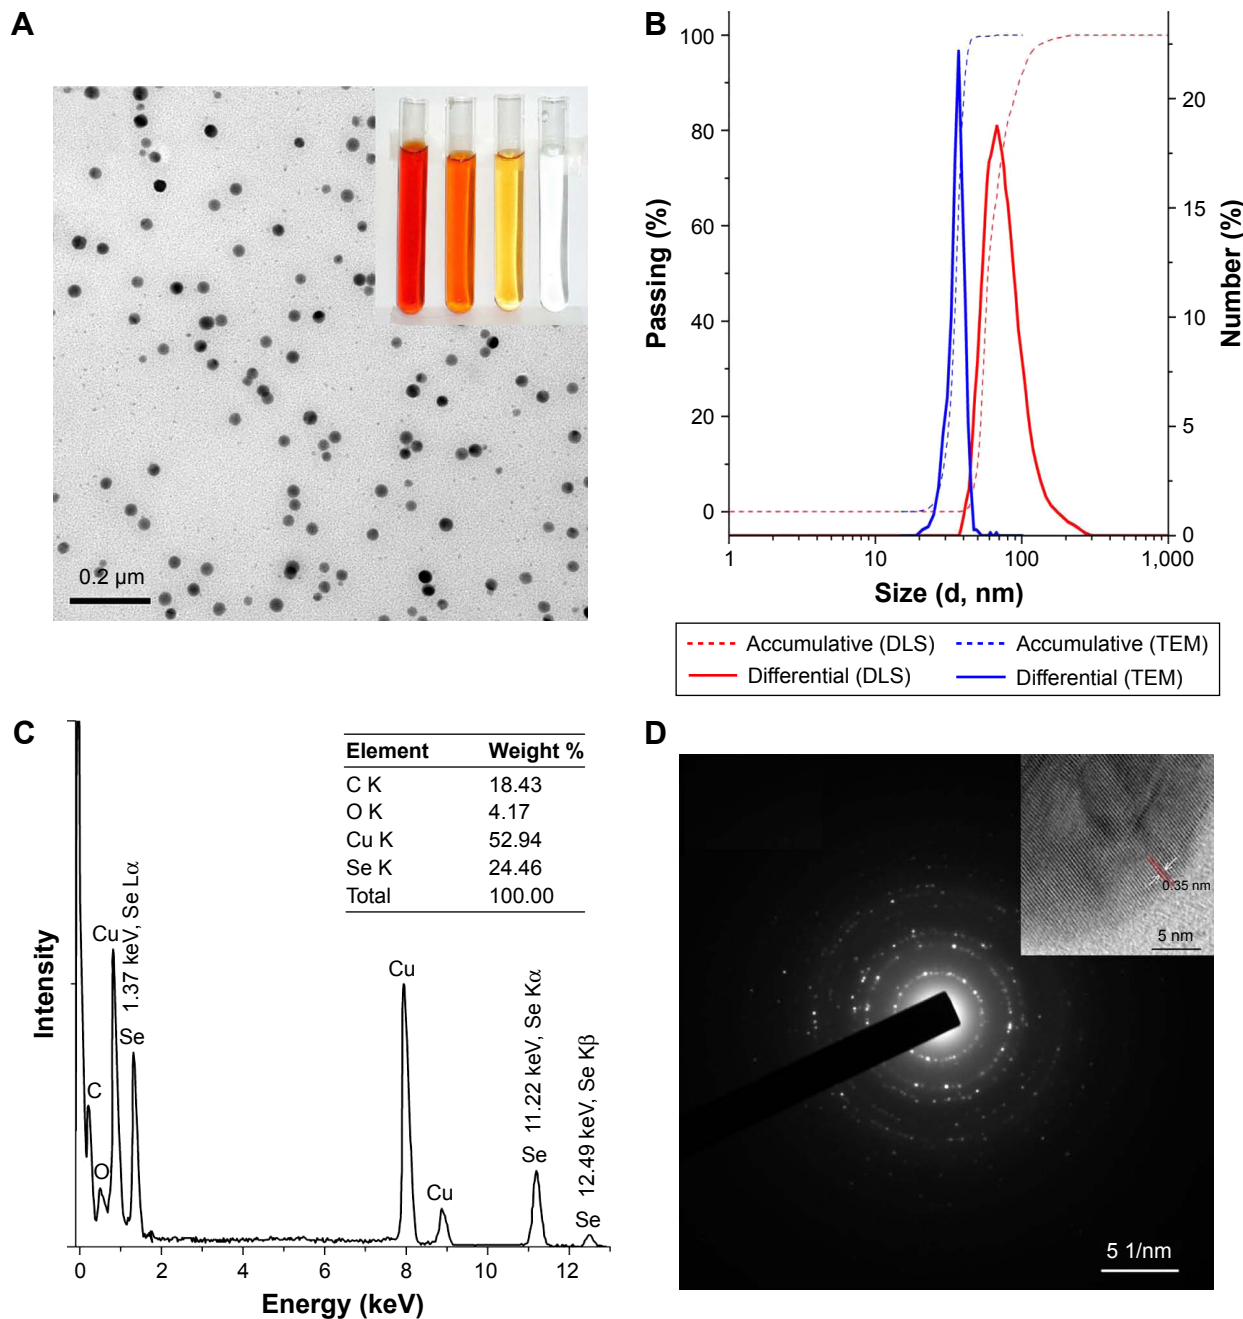 A
0.2 µm
B
Passing (%)
100
80
60
40
20
0
Number (%)
20
15
10
5
0
1
10
100
1,000
Size (d, nm)
Accumulative (DLS)
Accumulative (TEM)
Differential (DLS)
Differential (TEM)
C
Element Weight %
C K 18.43
O K 4.17
Cu K 52.94
Se K 24.46
Total 100.00
Intensity
C
O
Cu
Se
1.37 keV, Se Lα
Cu
Cu
Se
11.22 keV, Se Kα
Se
12.49 keV, Se Kβ
0 2 4 6 8 10 12
Energy (keV)
D
0.35 nm
5 nm
5 1/nm